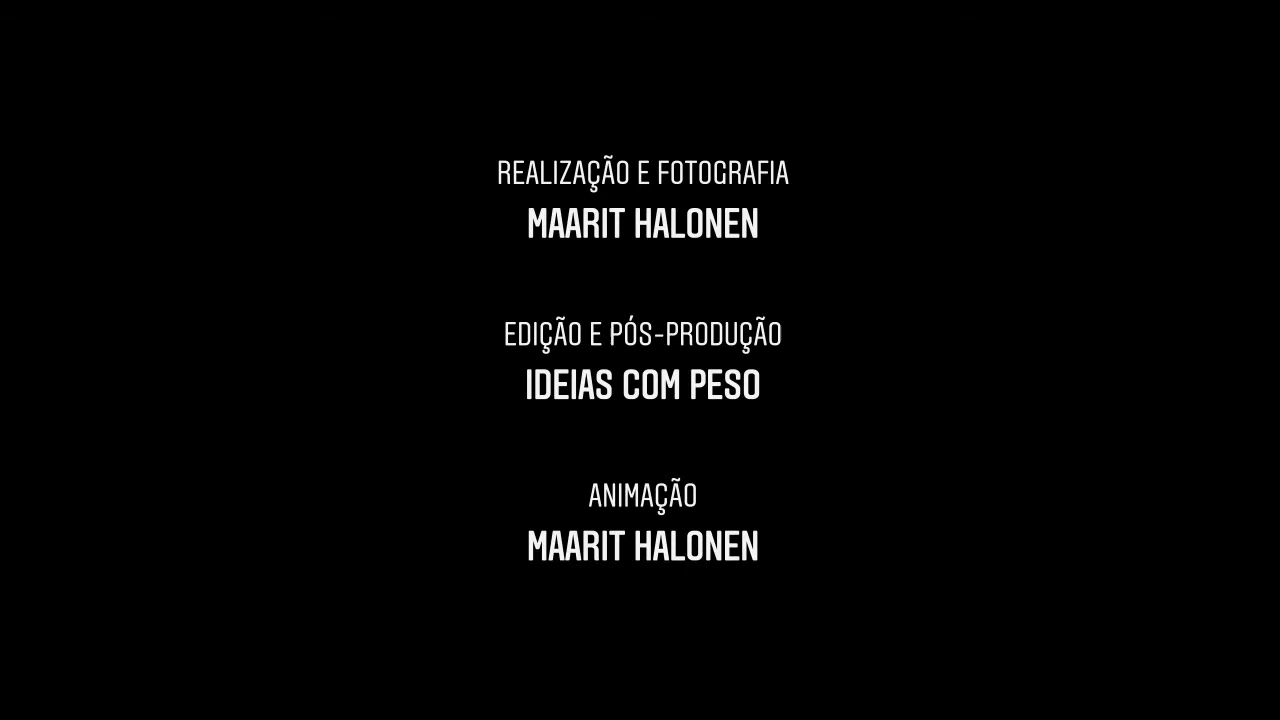 REALIZAÇÃO E FOTOGRAFIA
MAARIT HALONEN
EDIÇÃO E PÓS-PRODUÇÃO
IDEIAS COM PESO
ANIMAÇÃO
MAARIT HALONEN